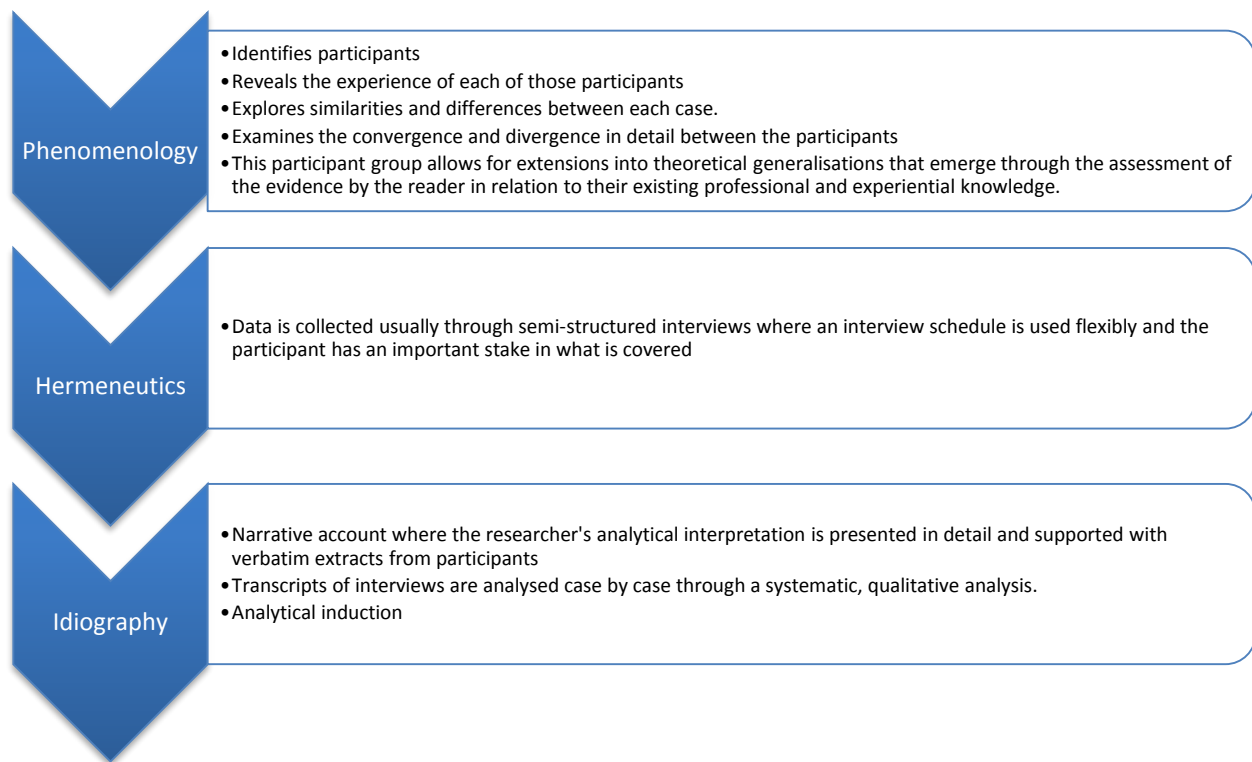 Phenomenology
•Identifies participants
•Reveals the experience of each of those participants
•Explores similarities and differences between each case.
•Examines the convergence and divergence in detail between the participants
•This participant group allows for extensions into theoretical generalisations that emerge through the assessment of
the evidence by the reader in relation to their existing professional and experiential knowledge.
Hermeneutics
•Data is collected usually through semi-structured interviews where an interview schedule is used flexibly and the
participant has an important stake in what is covered
Idiography
•Narrative account where the researcher's analytical interpretation is presented in detail and supported with
verbatim extracts from participants
•Transcripts of interviews are analysed case by case through a systematic, qualitative analysis.
•Analytical induction